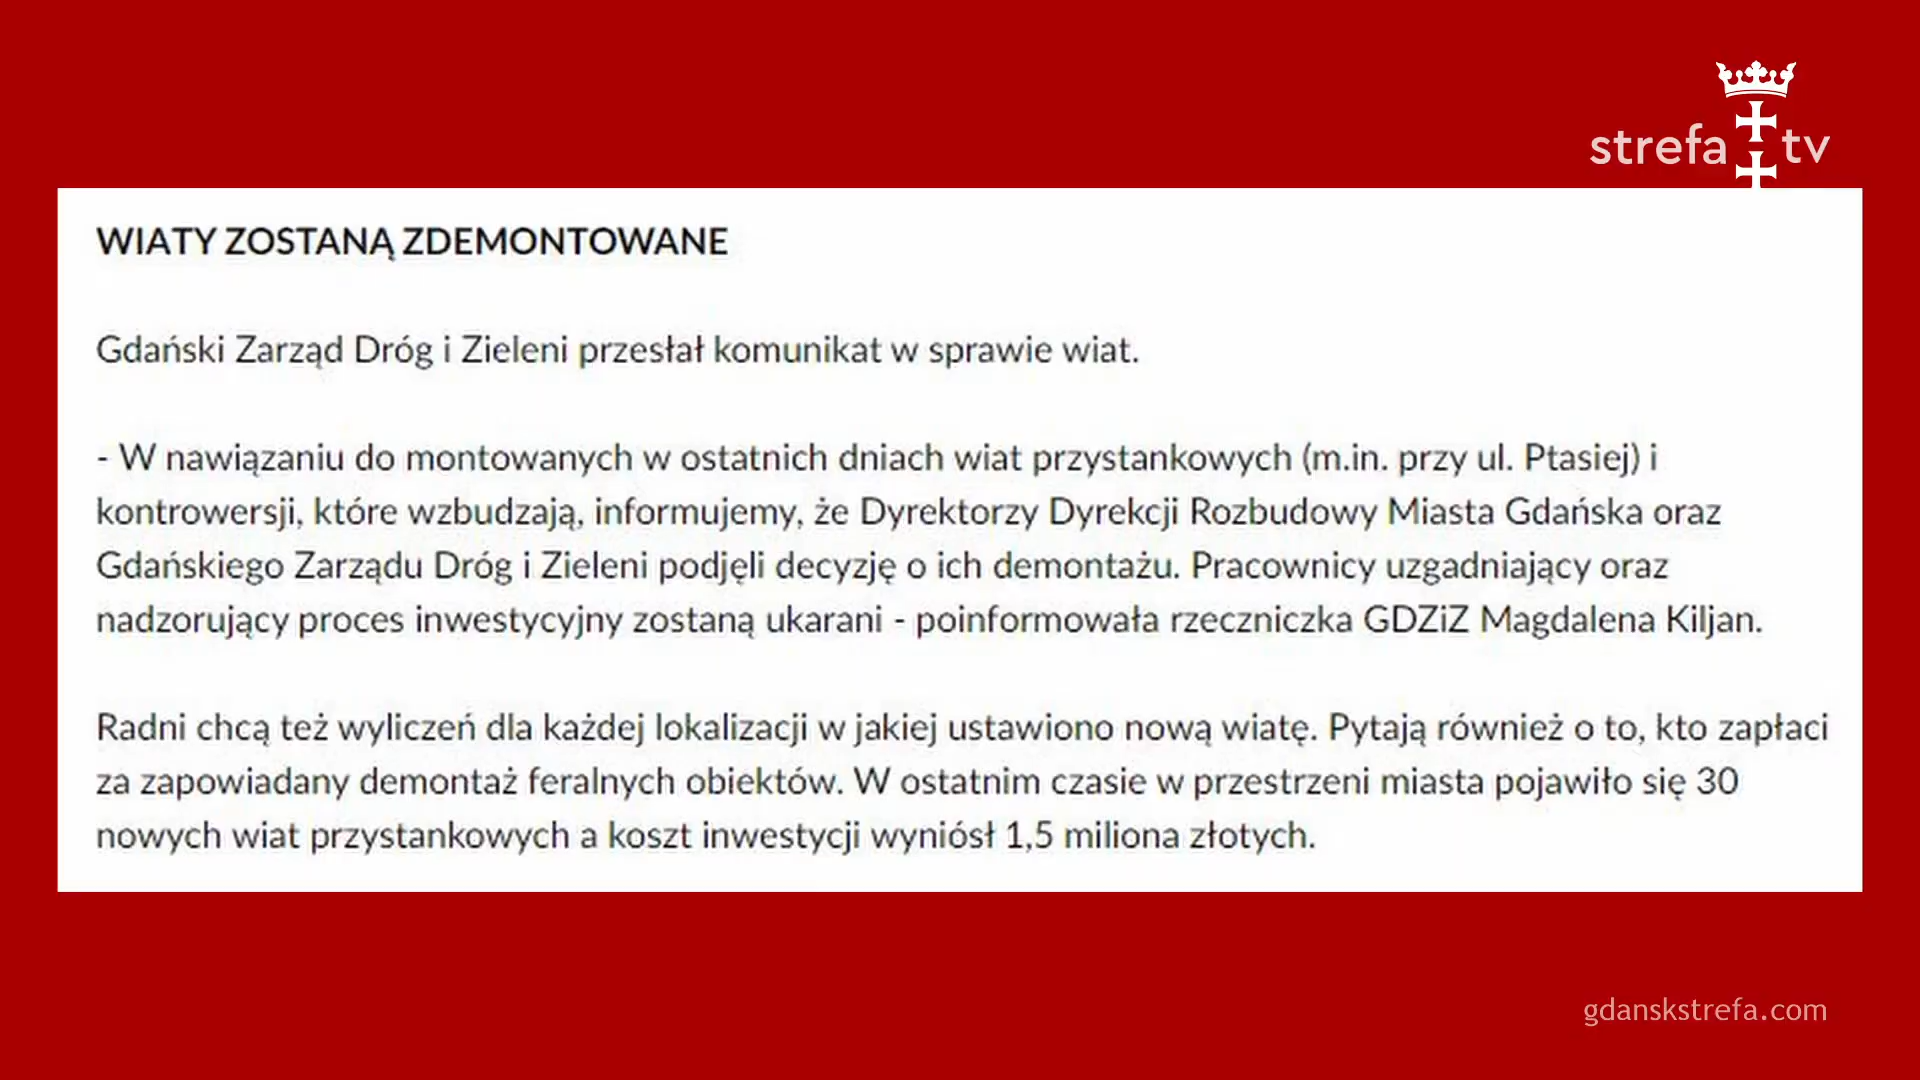 strefa tv
WIATY ZOSTANĄ ZDEMONTOWANE
Gdański Zarząd Dróg i Zieleni przesłał komunikat w sprawie wiat.
- W nawiązaniu do montowanych w ostatnich dniach wiat przystankowych (m.in. przy ul. Ptasiej) i
kontrowersji, które wzbudzają, informujemy, że Dyrektorzy Dyrekcji Rozbudowy Miasta Gdańska oraz
Gdańskiego Zarządu Dróg i Zieleni podjęli decyzję o ich demontażu. Pracownicy uzgadniający oraz
nadzorujący proces inwestycyjny zostaną ukarani - poinformowała rzeczniczka GDZiZ Magdalena Kiljan.
Radni chcą też wyliczeń dla każdej lokalizacji w jakiej ustawiono nową wiatę. Pytają również o to, kto zapłaci
za zapowiadany demontaż feralnych obiektów. W ostatnim czasie w przestrzeni miasta pojawiło się 30
nowych wiat przystankowych a koszt inwestycji wyniósł 1,5 miliona złotych.
gdanskstrefa.com